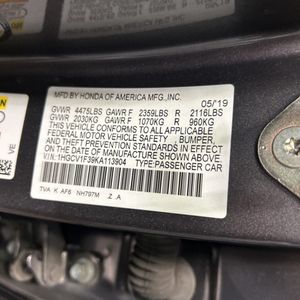 MFD. BY HONDA OF AMERICA MFG.,INC. 05/19
GVWR 4475LBS GAWR F 2359LBS R 2116LBS
GVWR 2030KG GAWR F 1070KG R 960KG
THIS VEHICLE CONFORMS TO ALL APPLICABLE
FEDERAL MOTOR VEHICLE SAFETY, BUMPER,
AND THEFT PREVENTION STANDARDS IN EFFECT
ON THE DATE OF MANUFACTURE SHOWN ABOVE.
V.I.N:1HGCV1F39KA113904 TYPE:PASSENGER CAR
TVA K AF6 NH797M Z A